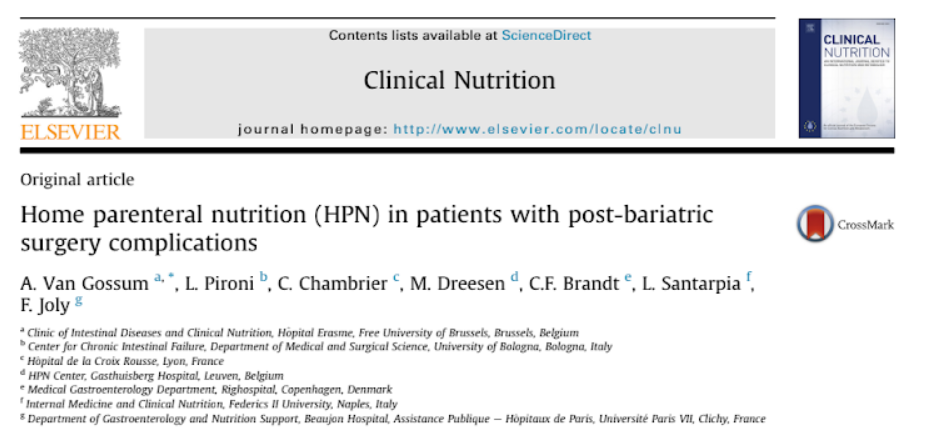 Contents lists available at ScienceDirect
Clinical Nutrition
journal homepage: http://www.elsevier.com/locate/clnu
ELSEVIER
CLINICAL
NUTRITION
Original article
Home parenteral nutrition (HPN) in patients with post-bariatric
surgery complications
CrossMark
A. Van Gossum a, *, L. Pironi b, C. Chambrier c, M. Dreesen d, C.F. Brandt e, L. Santarpia f,
F. Joly g
a Clinic of Intestinal Diseases and Clinical Nutrition, Hôpital Erasme, Free University of Brussels, Brussels, Belgium
b Center for Chronic Intestinal Failure, Department of Medical and Surgical Science, University of Bologna, Bologna, Italy
c Hôpital de la Croix Rousse, Lyon, France
d HPN Center, Gasthuisberg Hospital, Leuven, Belgium
e Medical Gastroenterology Department, Righospital, Copenhagen, Denmark
f Internal Medicine and Clinical Nutrition, Federics II University, Naples, Italy
g Department of Gastroenterology and Nutrition Support, Beaujon Hospital, Assistance Publique – Hôpitaux de Paris, Université Paris VII, Clichy, France